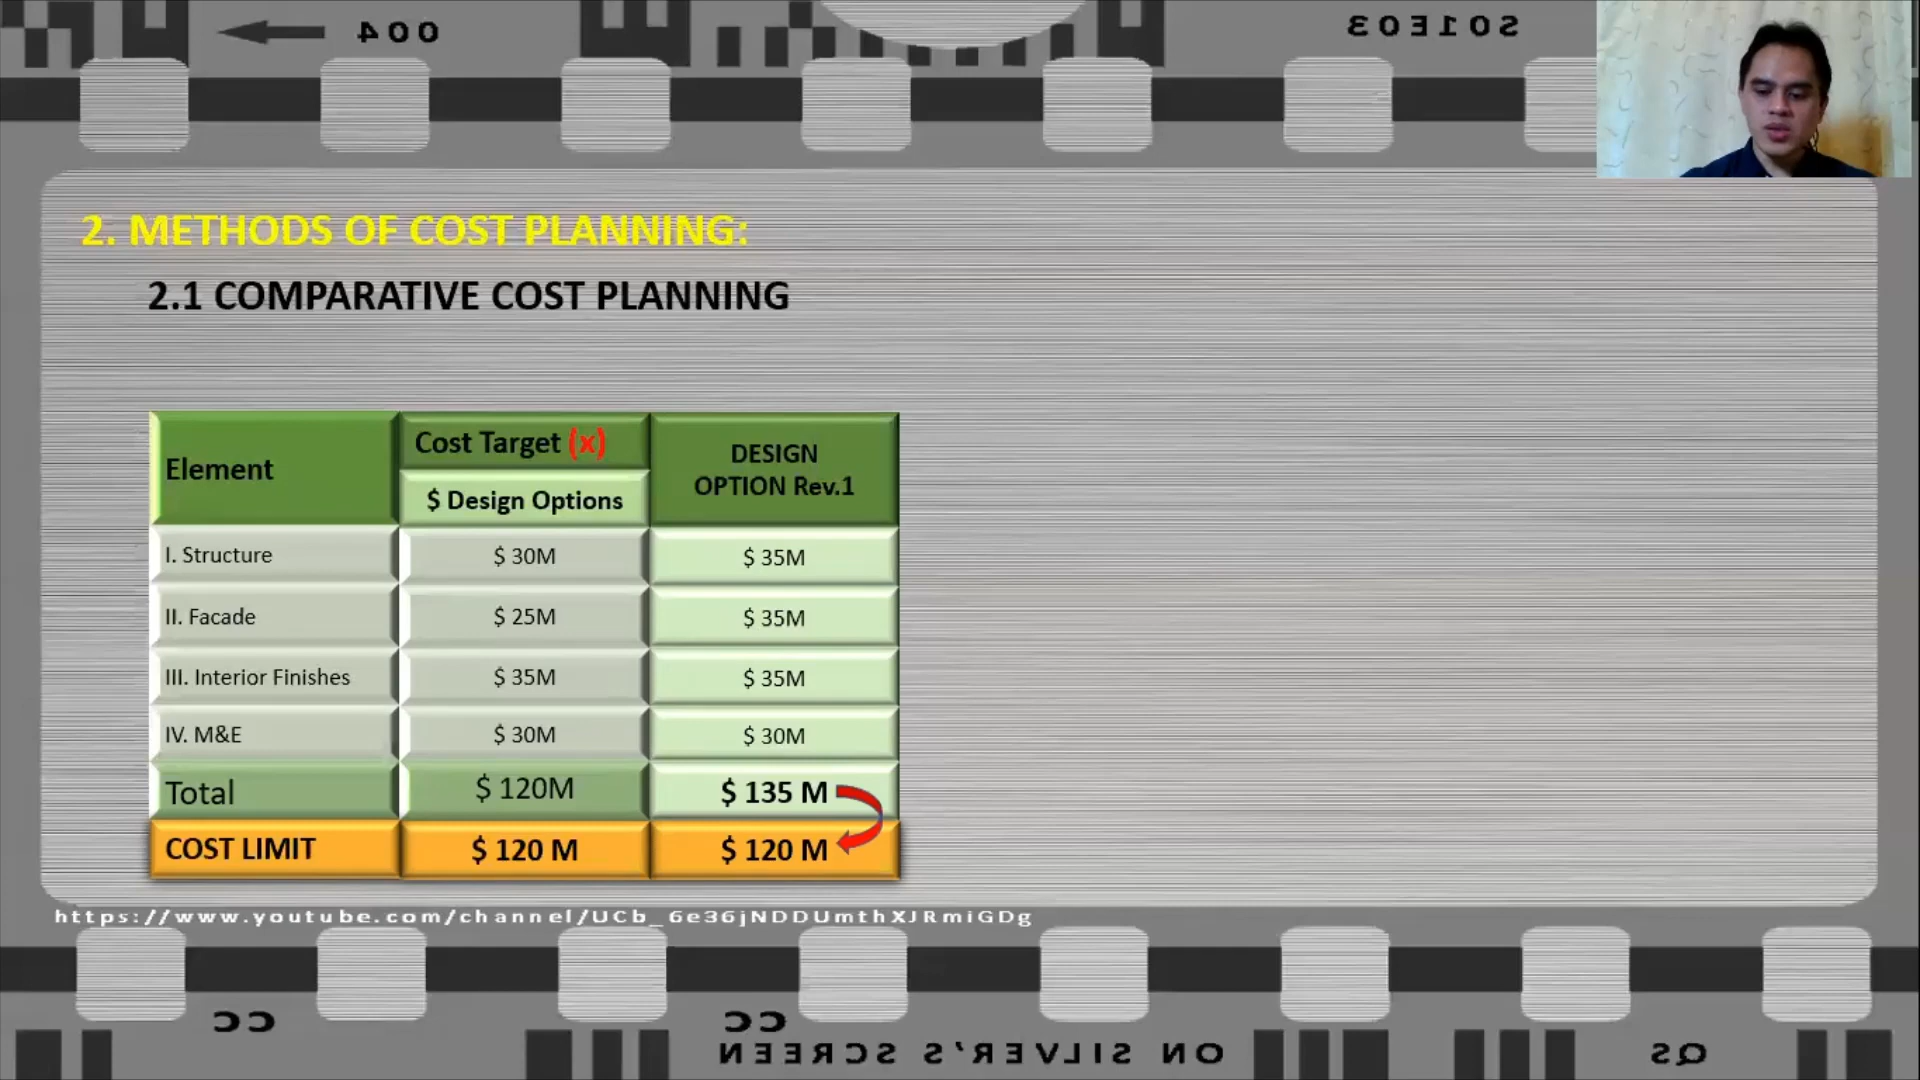 004
S01E03
2. METHODS OF COST PLANNING:
2.1 COMPARATIVE COST PLANNING
Element
Cost Target (x)
$ Design Options
DESIGN
OPTION Rev.1
I. Structure
$ 30M
$ 35M
II. Facade
$ 25M
$ 35M
III. Interior Finishes
$ 35M
$ 35M
IV. M&E
$ 30M
$ 30M
Total
$ 120M
$ 135 M
COST LIMIT
$ 120 M
$ 120 M
https://www.youtube.com/channel/UCb_6e36jNDDUmthXJRmiGDg
CC
CC
ON SILVER'S SCREEN
QS